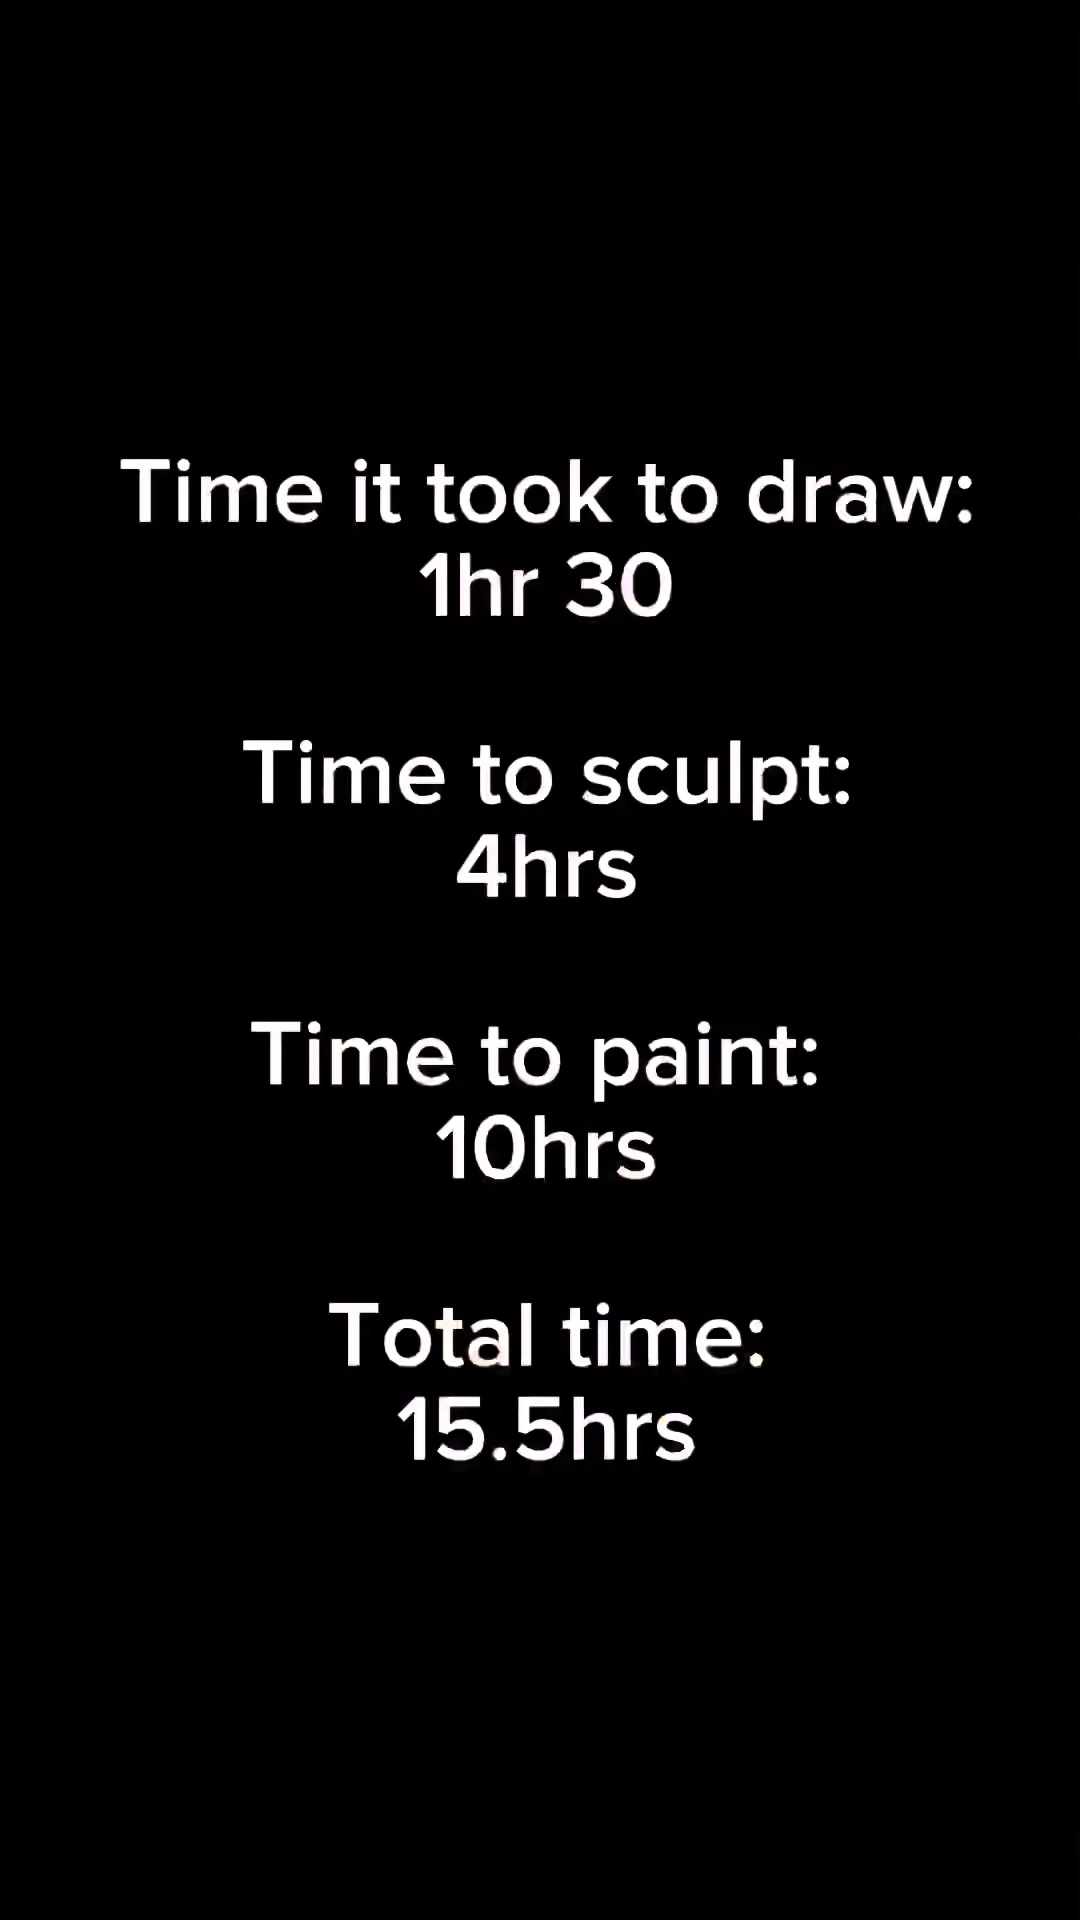 Time it took to draw:
1hr 30
Time to sculpt:
4hrs
Time to paint:
10hrs
Total time:
15.5hrs